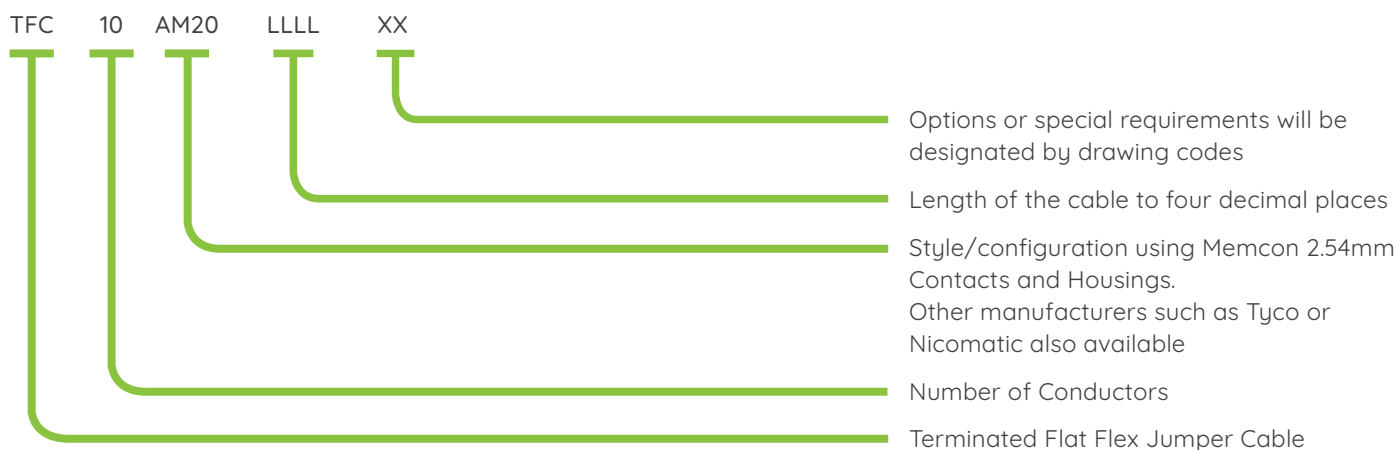 TFC 10 AM20 LLLL XX
Options or special requirements will be
designated by drawing codes
Length of the cable to four decimal places
Style/configuration using Memcon 2.54mm
Contacts and Housings.
Other manufacturers such as Tyco or
Nicomatic also available
Number of Conductors
Terminated Flat Flex Jumper Cable